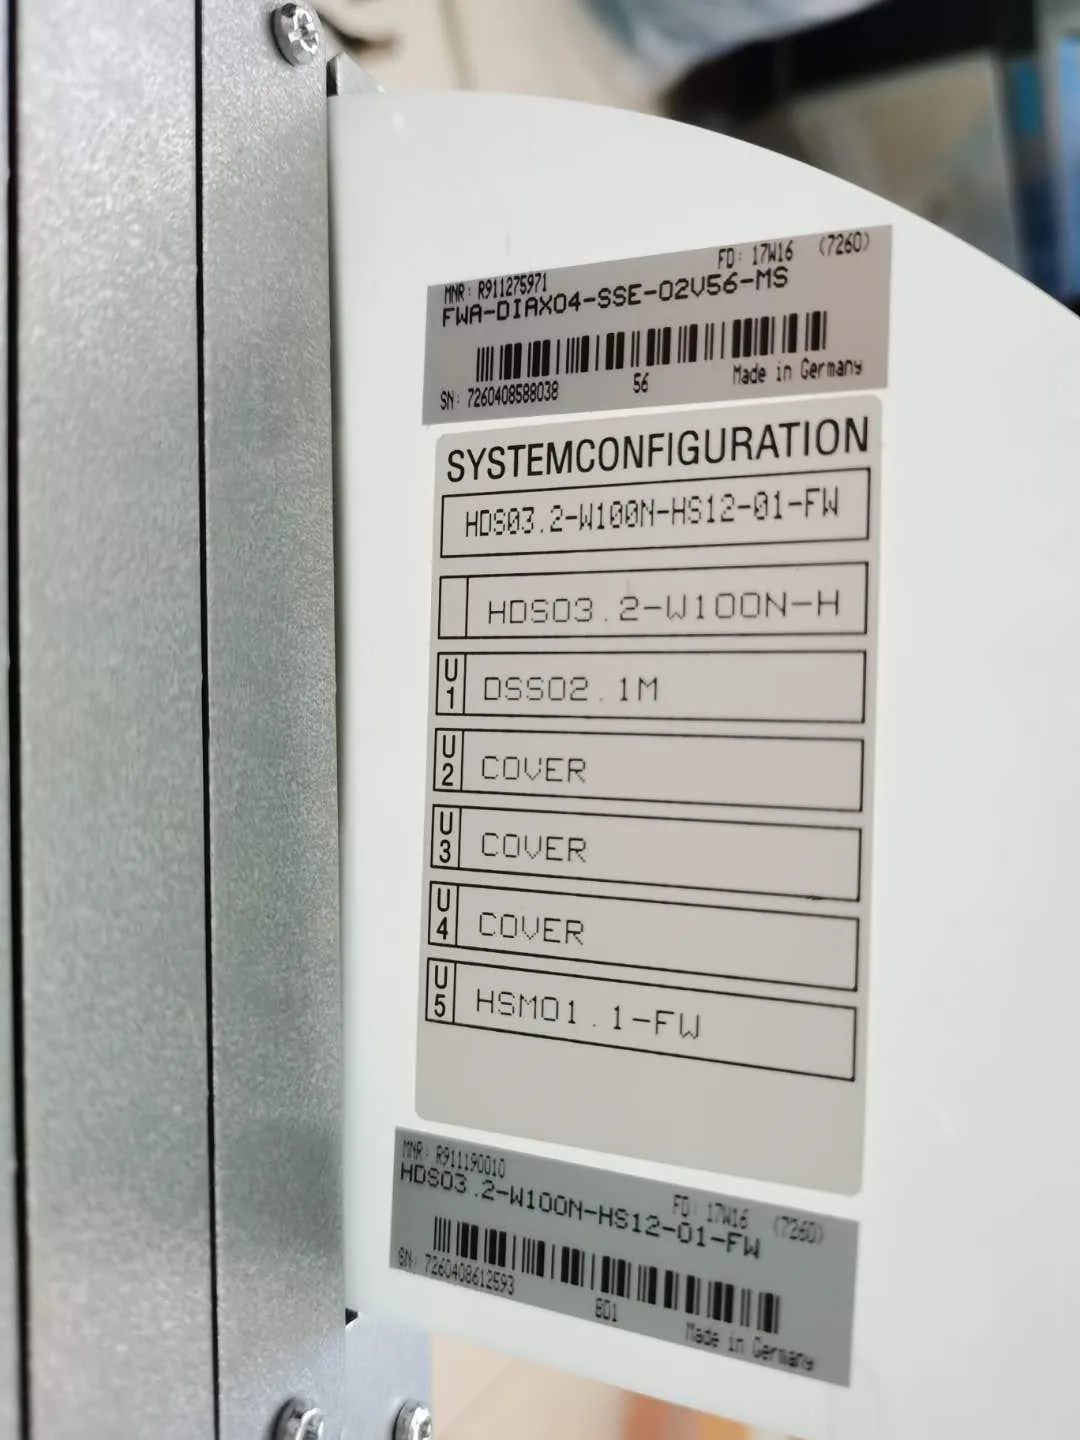 MNR: R911275971 FD: 17W16 (7260)
FWA-DIAX04-SSE-02V56-MS
SN: 7260408588038 56 Made in Germany
SYSTEMCONFIGURATION
HDS03.2-W100N-HS12-01-FW
HDS03.2-W100N-H
U1 DSS02.1M
U2 COVER
U3 COVER
U4 COVER
U5 HSM01.1-FW
MNR: R911190010 FD: 17W16 (7260)
HDS03.2-W100N-HS12-01-FW
SN: 7260408612593 BD1 Made in Germany